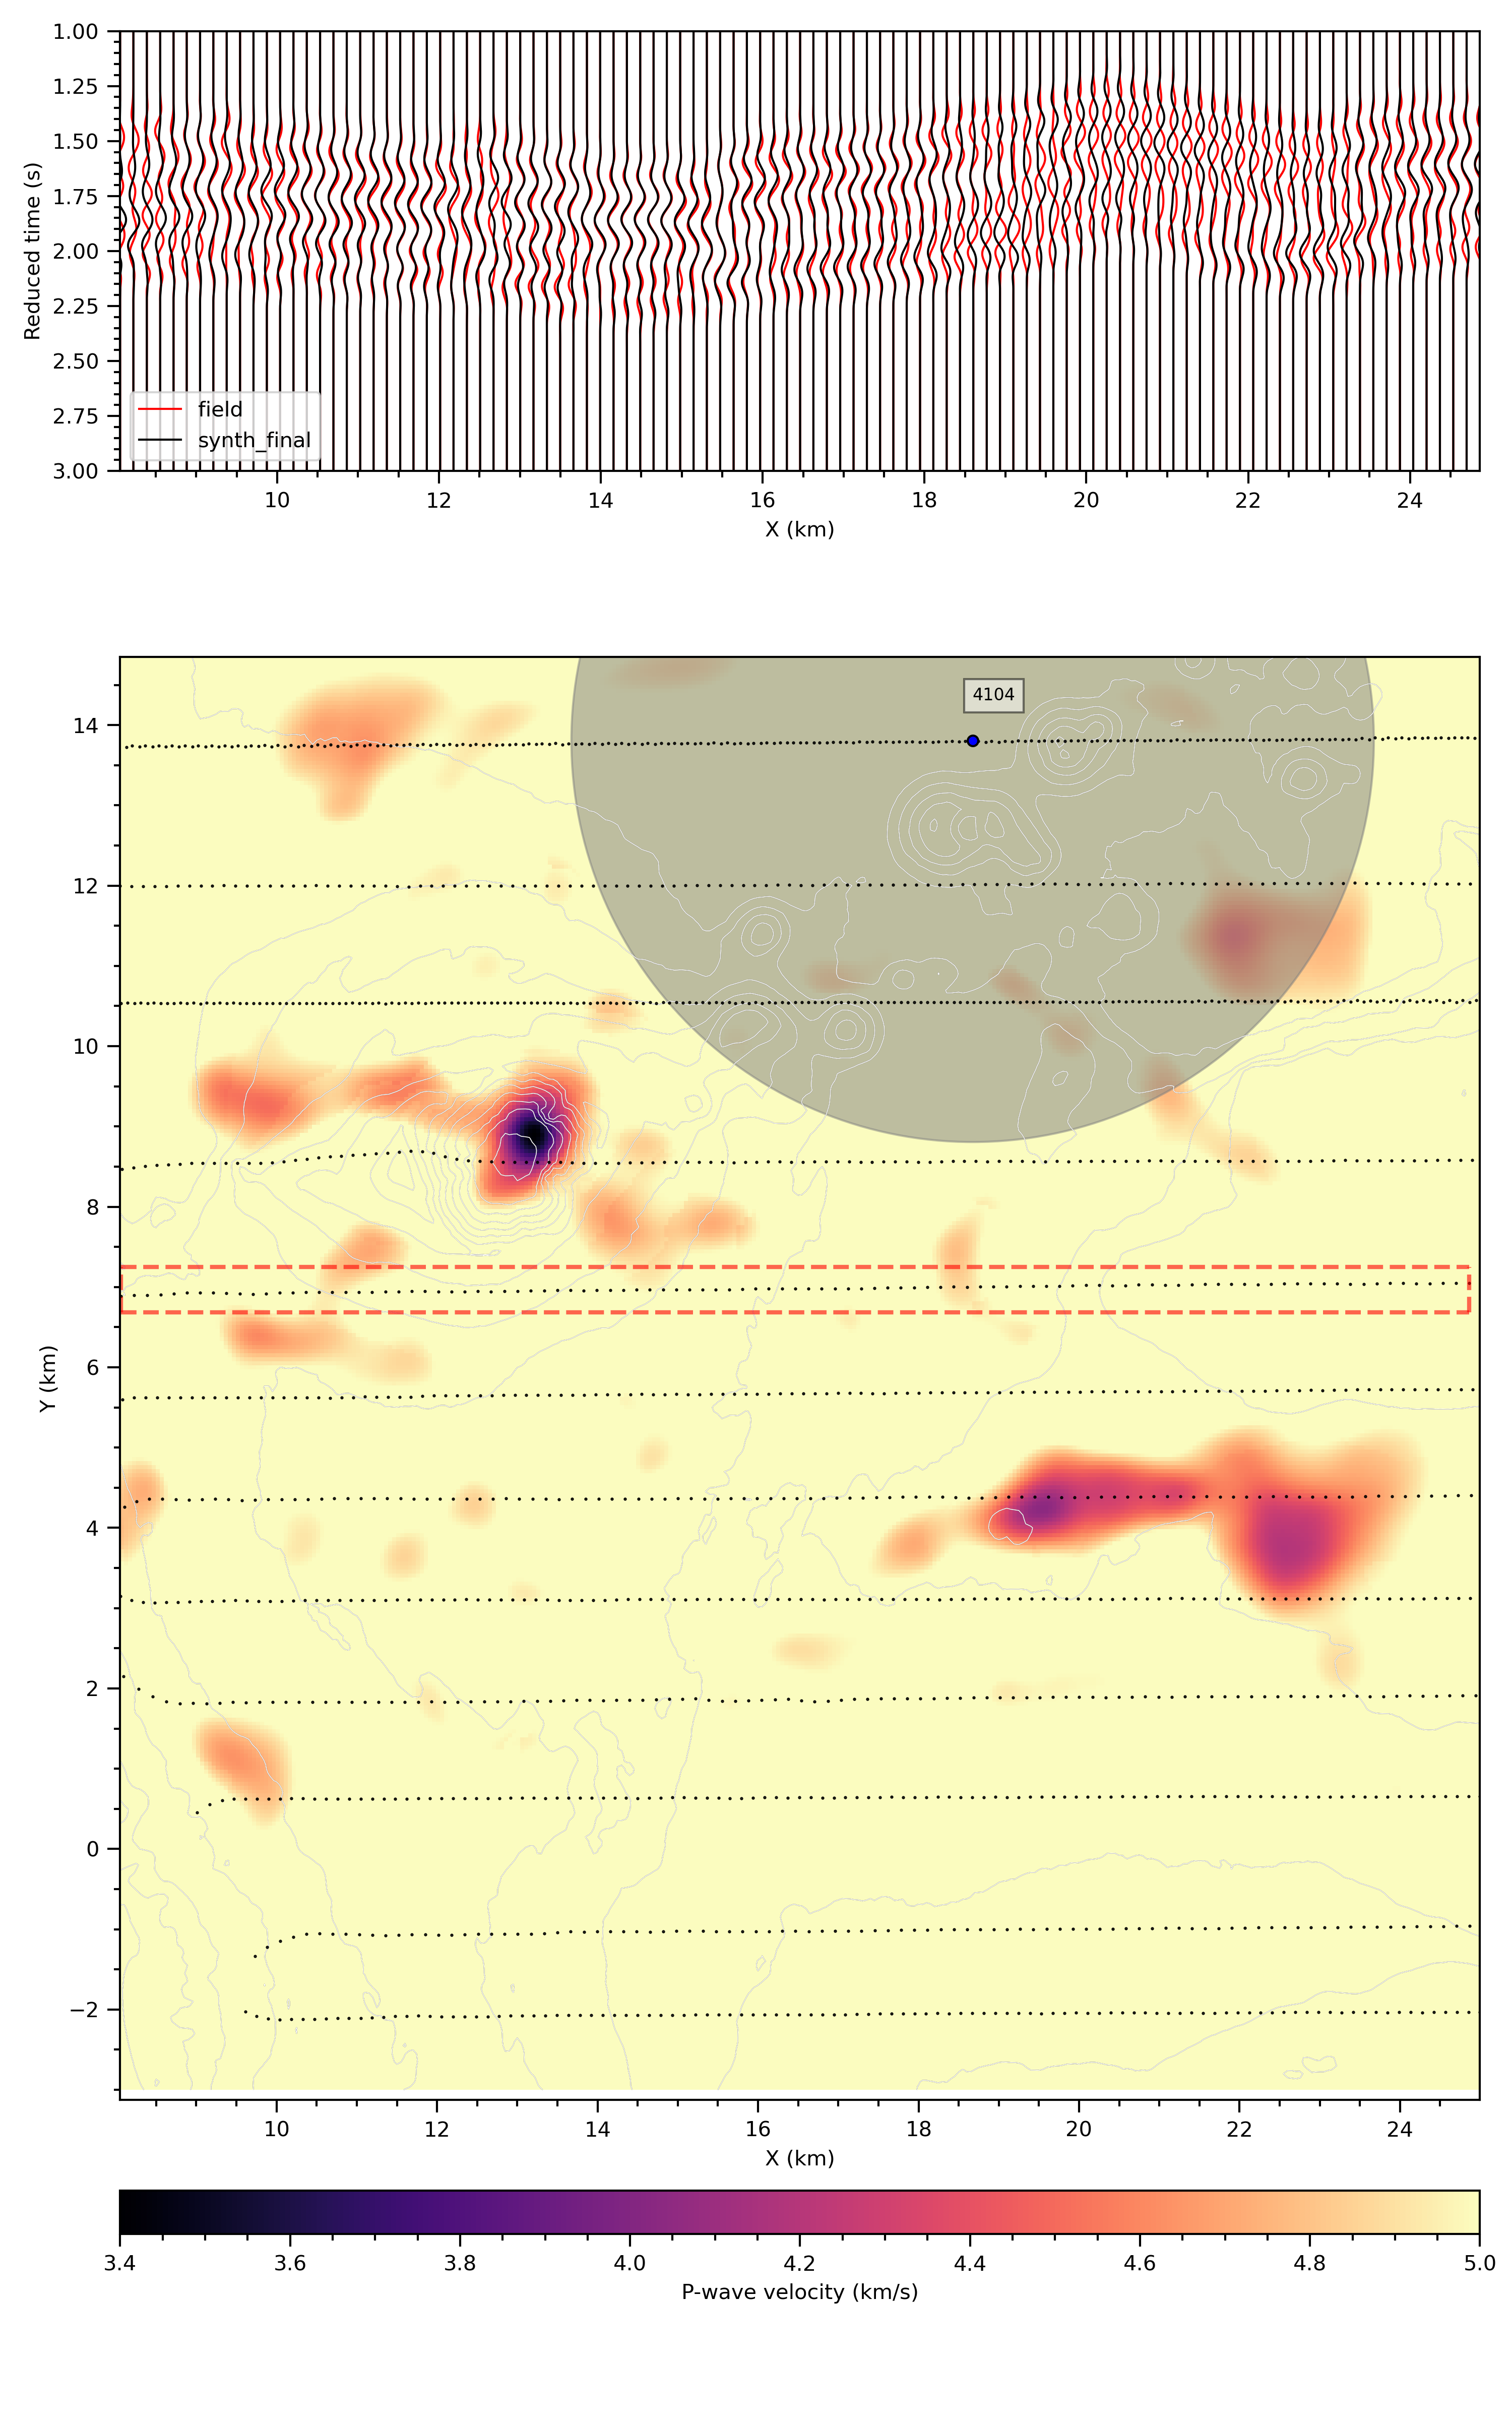 1.00
1.25
1.50
1.75
2.00
2.25
2.50
2.75
3.00
Reduced time (s)
field
synth_final
10 12 14 16 18 20 22 24
X (km)
4104
14
12
10
8
6
4
2
0
−2
Y (km)
10 12 14 16 18 20 22 24
X (km)
3.4 3.6 3.8 4.0 4.2 4.4 4.6 4.8 5.0
P-wave velocity (km/s)